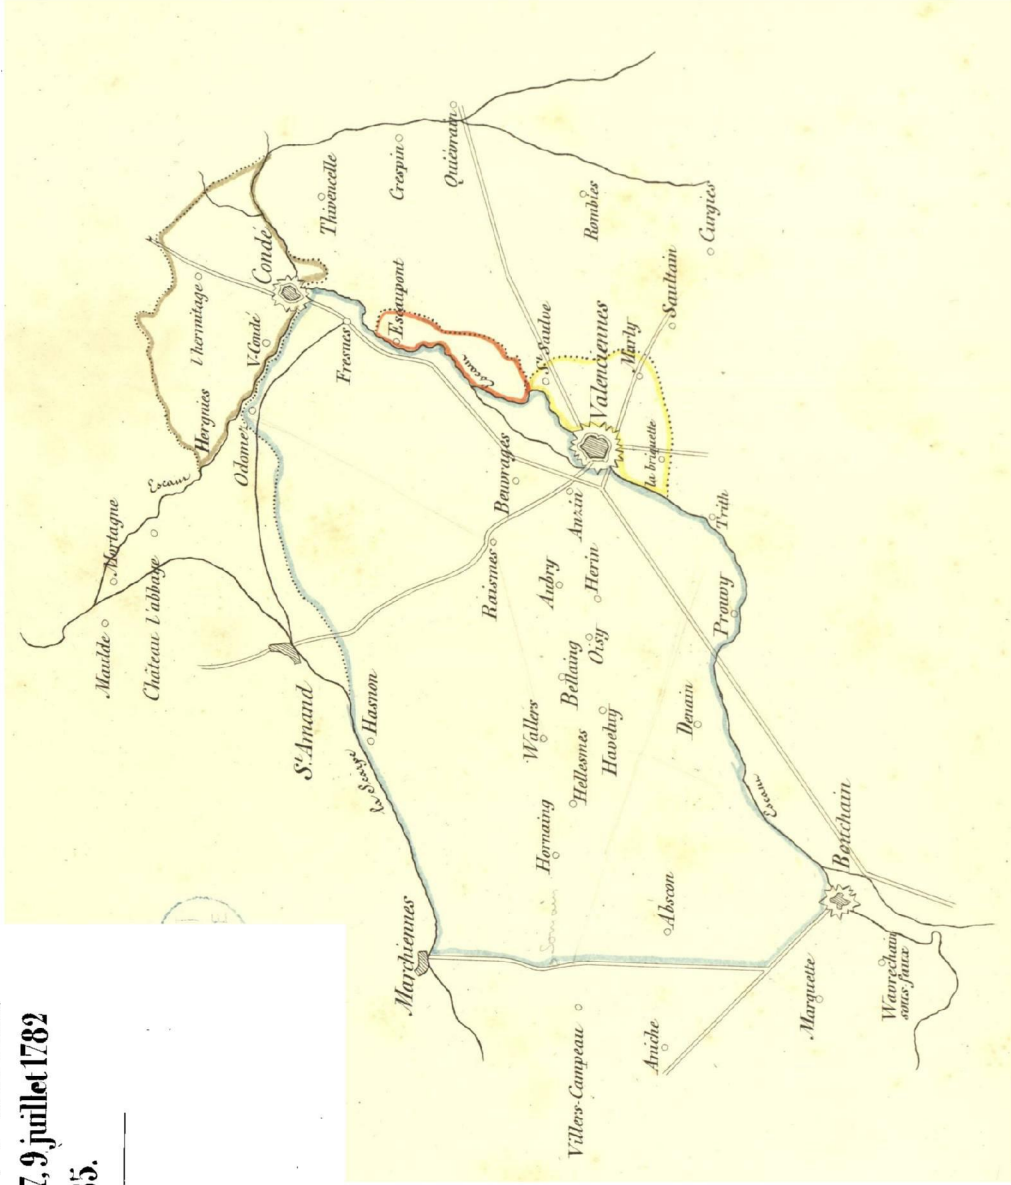 7, 9 juillet 1782
5.
Quiévrain
Crespin
Thivencelle
Rombies
Curgies
Condé
l'hermitage
V-Condé
Hergnies
Escaupont
Fresnes
Odomez
Escaut
Escaut
St Saulve
Valenciennes
Marly
Saultain
la briquette
Beuvrages
Anzin
Trith
Mortagne
Château l'abbaye
Maulde
Raismes
Aubry
Herin
Prouvy
St Amand
Hasnon
la Scarpe
Bellaing
Oisy
Wallers
Hellesmes
Haveluy
Denain
Escaut
Hornaing
Abscon
Bouchain
Somain
Marchiennes
Marquette
Wavrechain
sous-faux
Aniche
Villers-Campeau